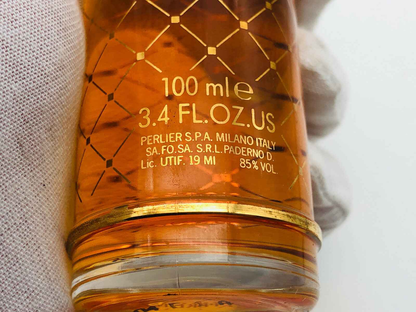 100 ml ℮
3.4 FL.OZ.US
PERLIER S.P.A. MILANO ITALY
SA.FO.SA. S.R.L. PADERNO D.
Lic. UTIF. 19 MI 85% VOL